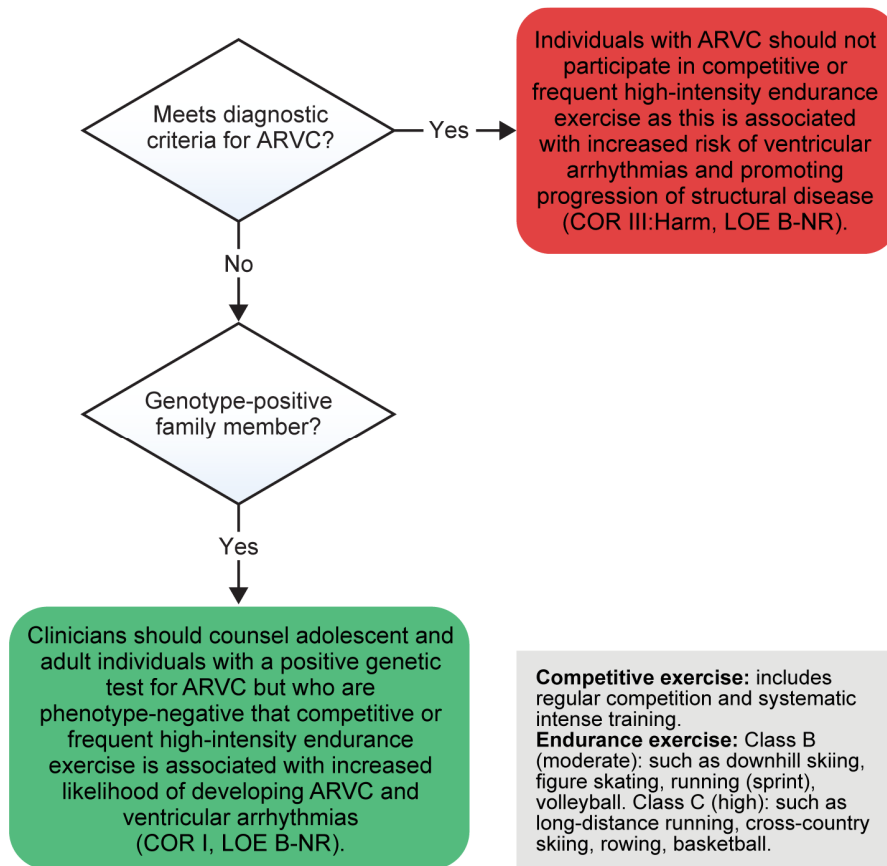 Meets diagnostic
criteria for ARVC?
Yes
Individuals with ARVC should not
participate in competitive or
frequent high-intensity endurance
exercise as this is associated
with increased risk of ventricular
arrhythmias and promoting
progression of structural disease
(COR III:Harm, LOE B-NR).
No
Genotype-positive
family member?
Yes
Clinicians should counsel adolescent and
adult individuals with a positive genetic
test for ARVC but who are
phenotype-negative that competitive or
frequent high-intensity endurance
exercise is associated with increased
likelihood of developing ARVC and
ventricular arrhythmias
(COR I, LOE B-NR).
Competitive exercise: includes
regular competition and systematic
intense training.
Endurance exercise: Class B
(moderate): such as downhill skiing,
figure skating, running (sprint),
volleyball. Class C (high): such as
long-distance running, cross-country
skiing, rowing, basketball.